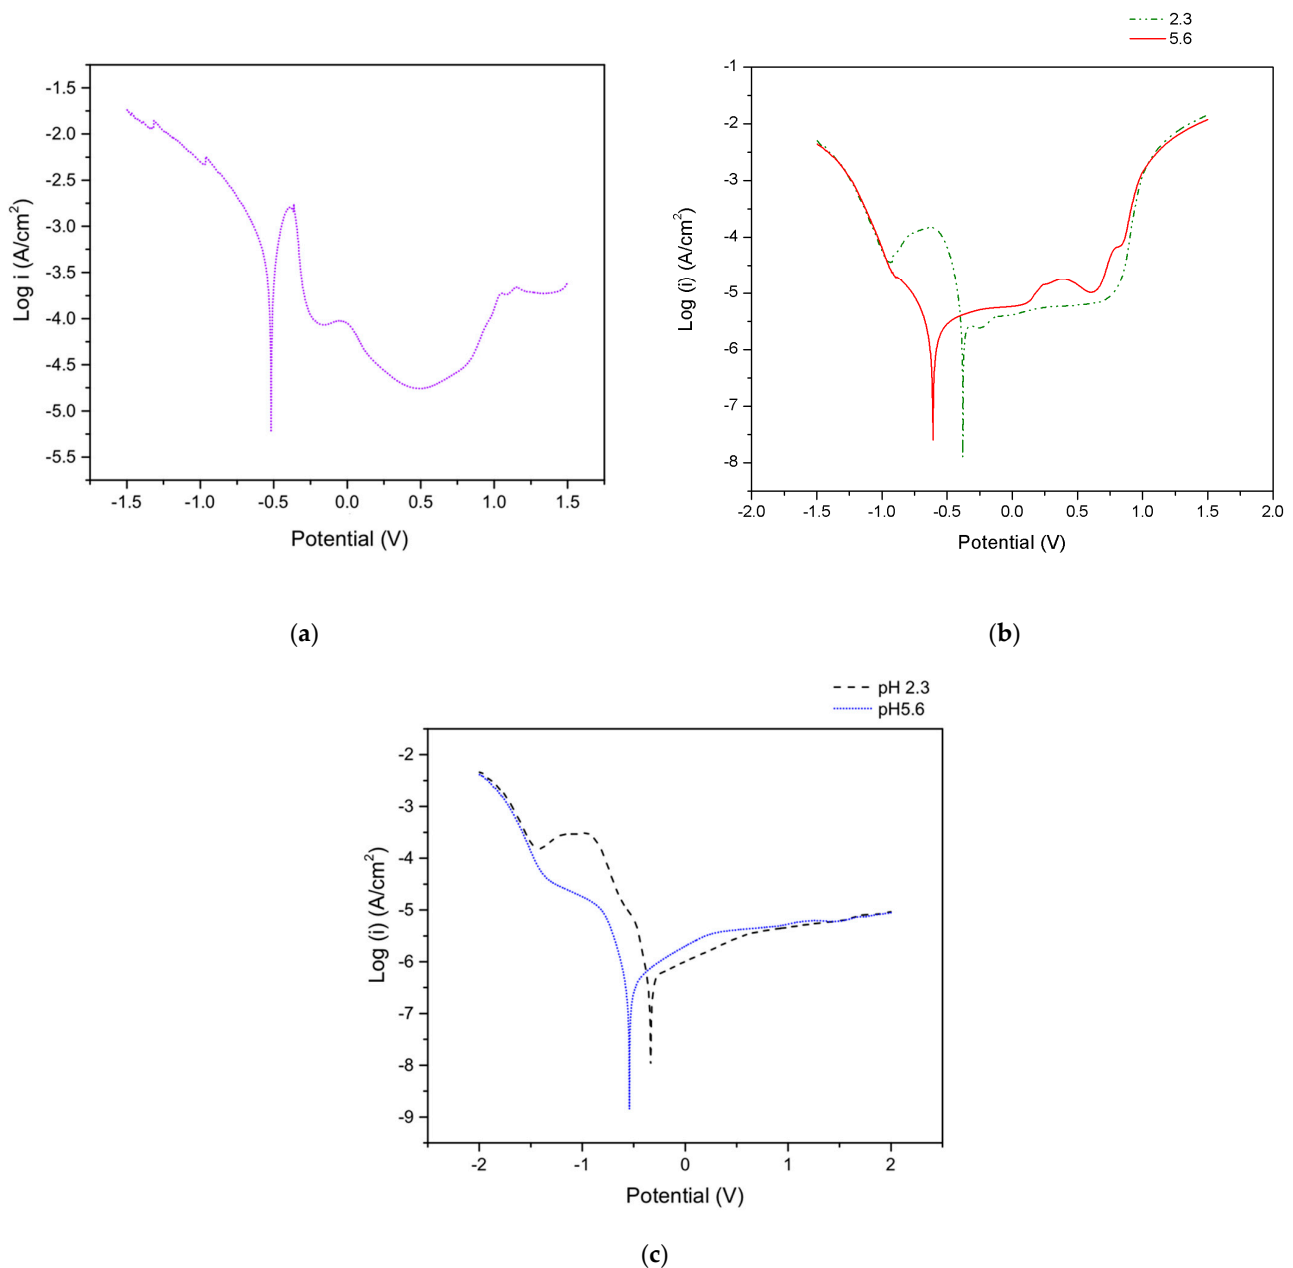 -1.5
-2.0
-2.5
-3.0
-3.5
-4.0
-4.5
-5.0
-5.5
Log i (A/cm2)
-1.5 -1.0 -0.5 0.0 0.5 1.0 1.5
Potential (V)
(a)
2.3
5.6
-1
-2
-3
-4
-5
-6
-7
-8
Log (i) (A/cm2)
-2.0 -1.5 -1.0 -0.5 0.0 0.5 1.0 1.5 2.0
Potential (V)
(b)
pH 2.3
pH5.6
-2
-3
-4
-5
-6
-7
-8
-9
Log (i) (A/cm2)
-2 -1 0 1 2
Potential (V)
(c)